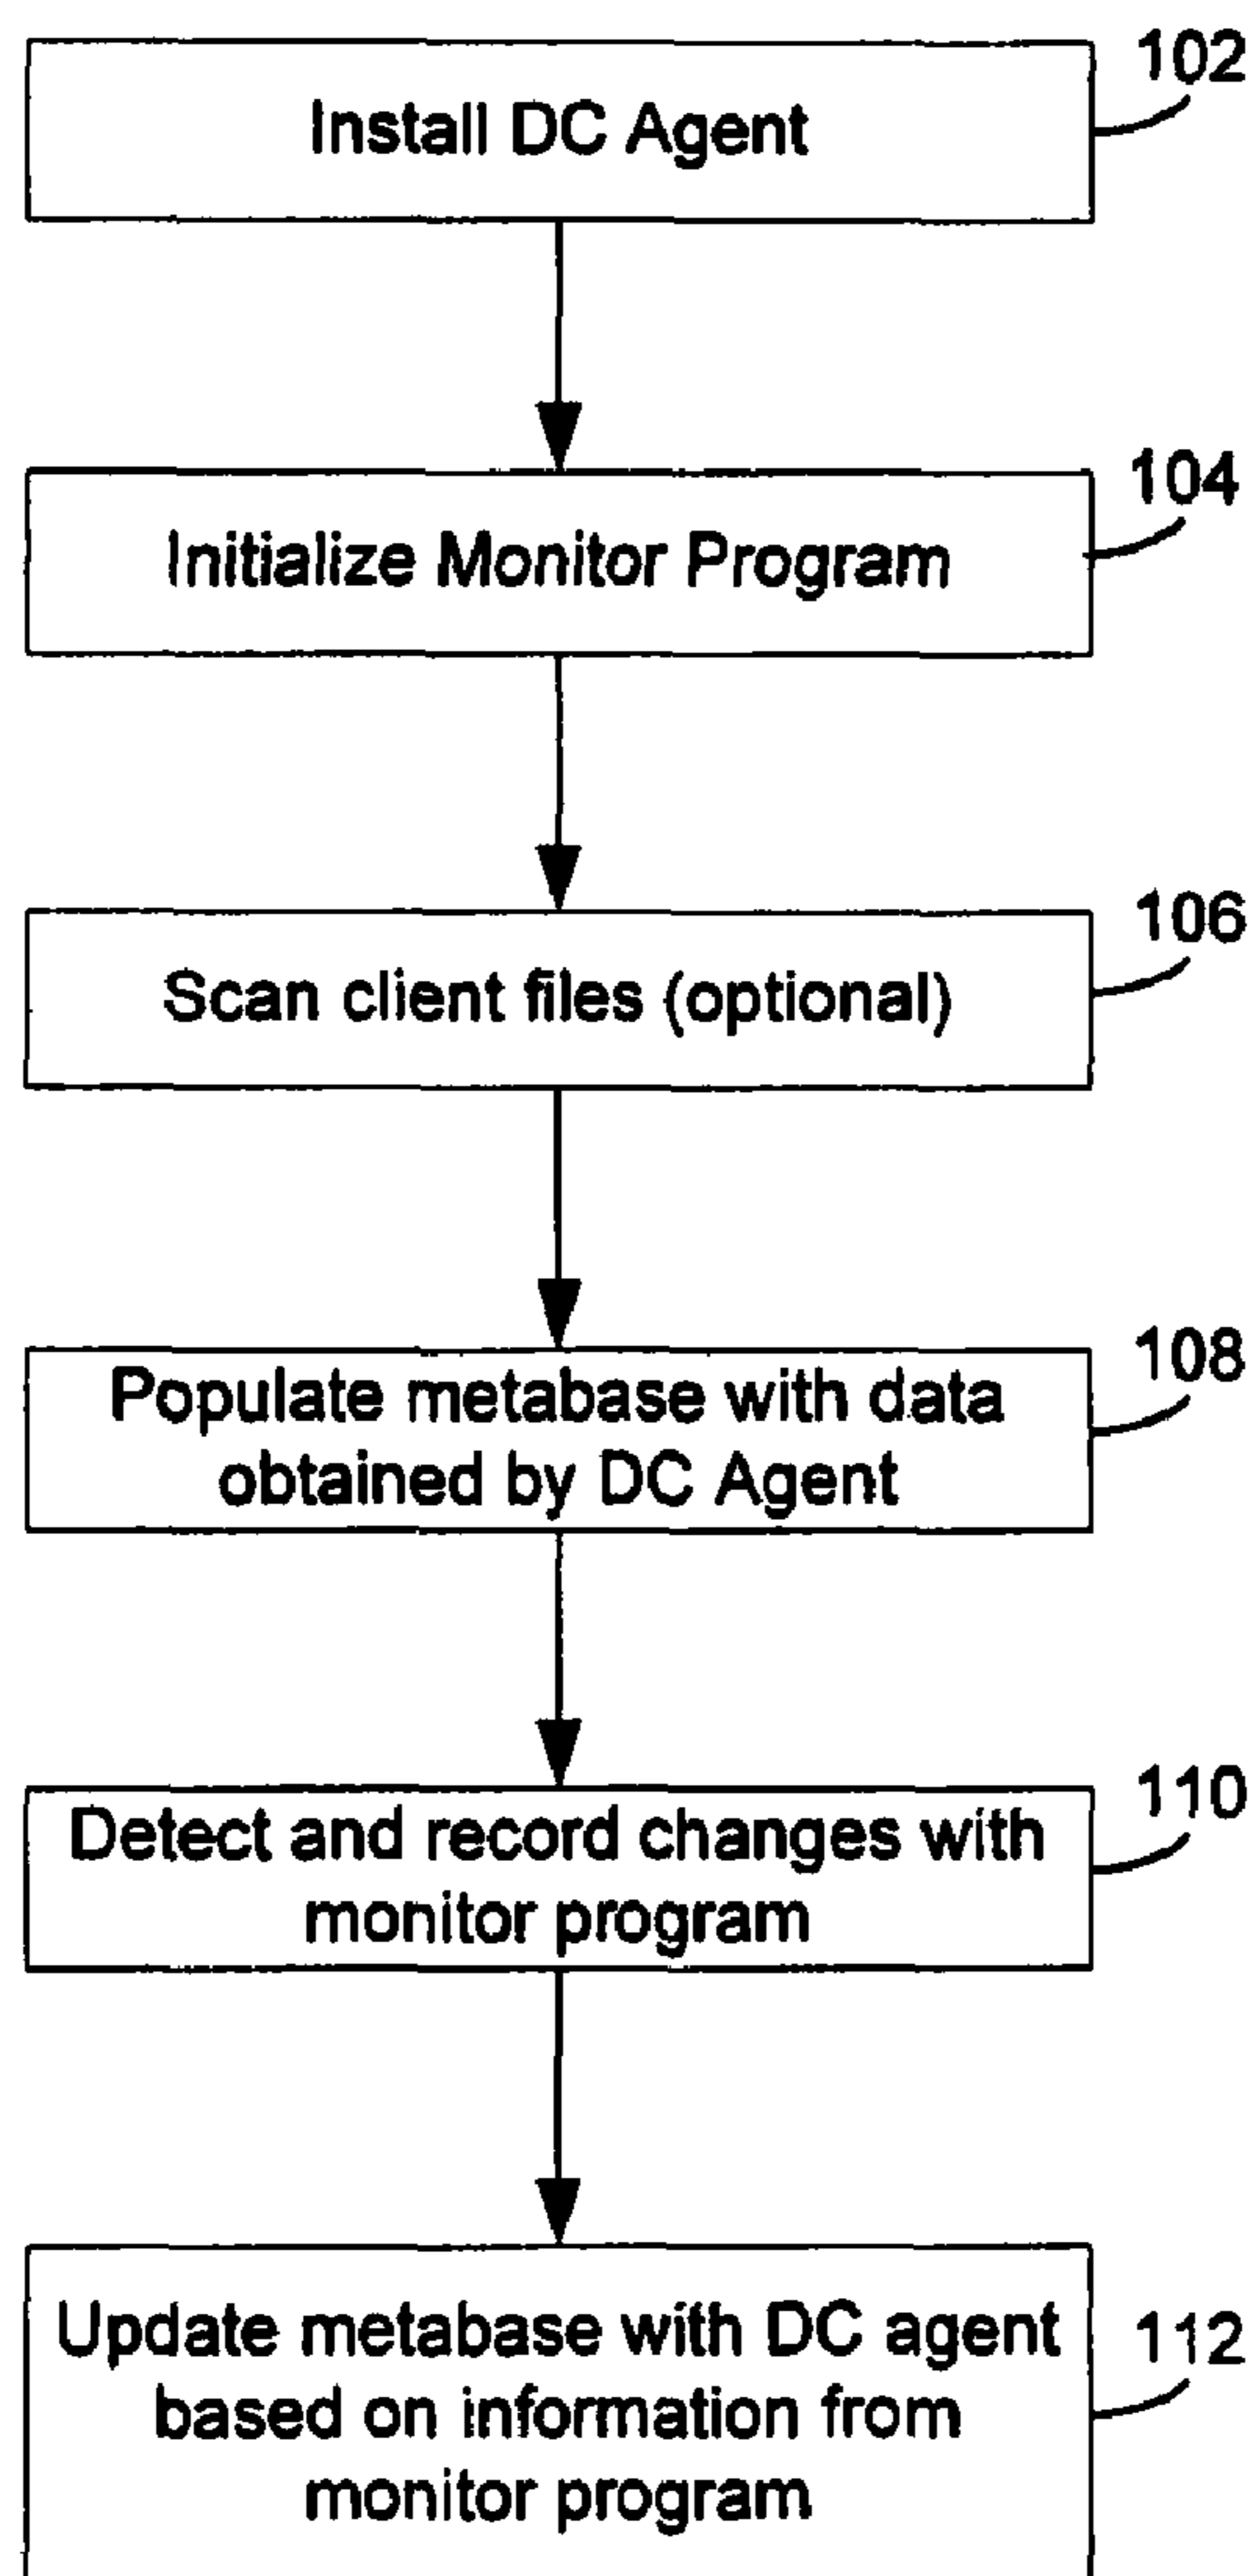 102
Install DC Agent
104
Initialize Monitor Program
106
Scan client files (optional)
108
Populate metabase with data
obtained by DC Agent
110
Detect and record changes with
monitor program
112
Update metabase with DC agent
based on information from
monitor program